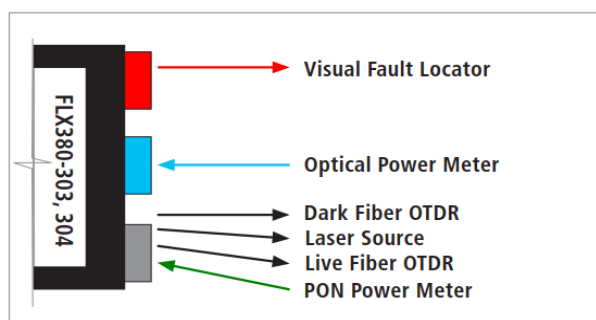 FLX380-303, 304
Visual Fault Locator
Optical Power Meter
Dark Fiber OTDR
Laser Source
Live Fiber OTDR
PON Power Meter